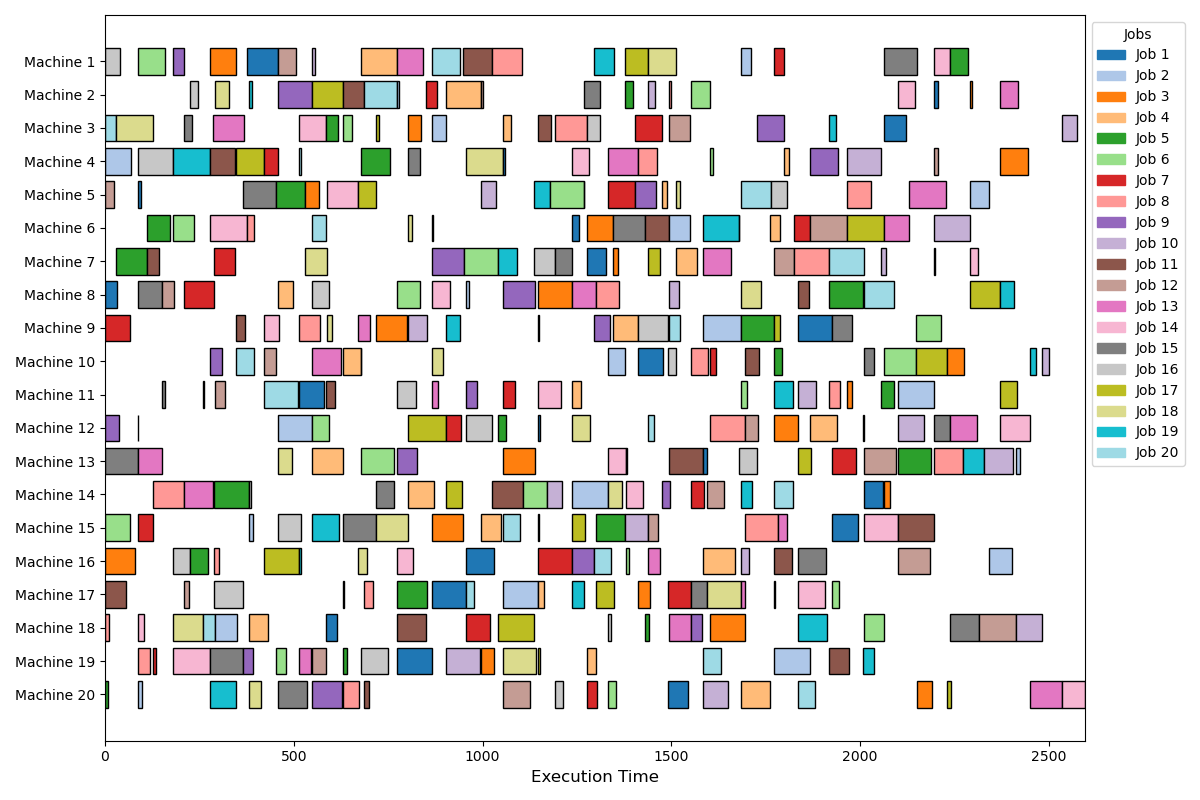 Machine 1
Machine 2
Machine 3
Machine 4
Machine 5
Machine 6
Machine 7
Machine 8
Machine 9
Machine 10
Machine 11
Machine 12
Machine 13
Machine 14
Machine 15
Machine 16
Machine 17
Machine 18
Machine 19
Machine 20
0 500 1000 1500 2000 2500
Execution Time
Jobs
Job 1
Job 2
Job 3
Job 4
Job 5
Job 6
Job 7
Job 8
Job 9
Job 10
Job 11
Job 12
Job 13
Job 14
Job 15
Job 16
Job 17
Job 18
Job 19
Job 20